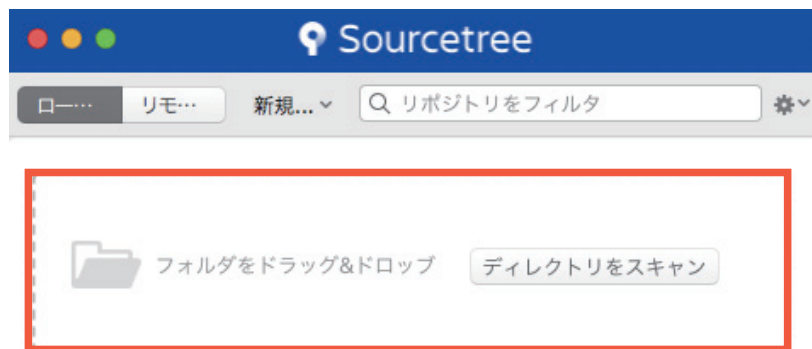 Sourcetree
ロー… リモ… 新規... リポジトリをフィルタ
フォルダをドラッグ&ドロップ ディレクトリをスキャン